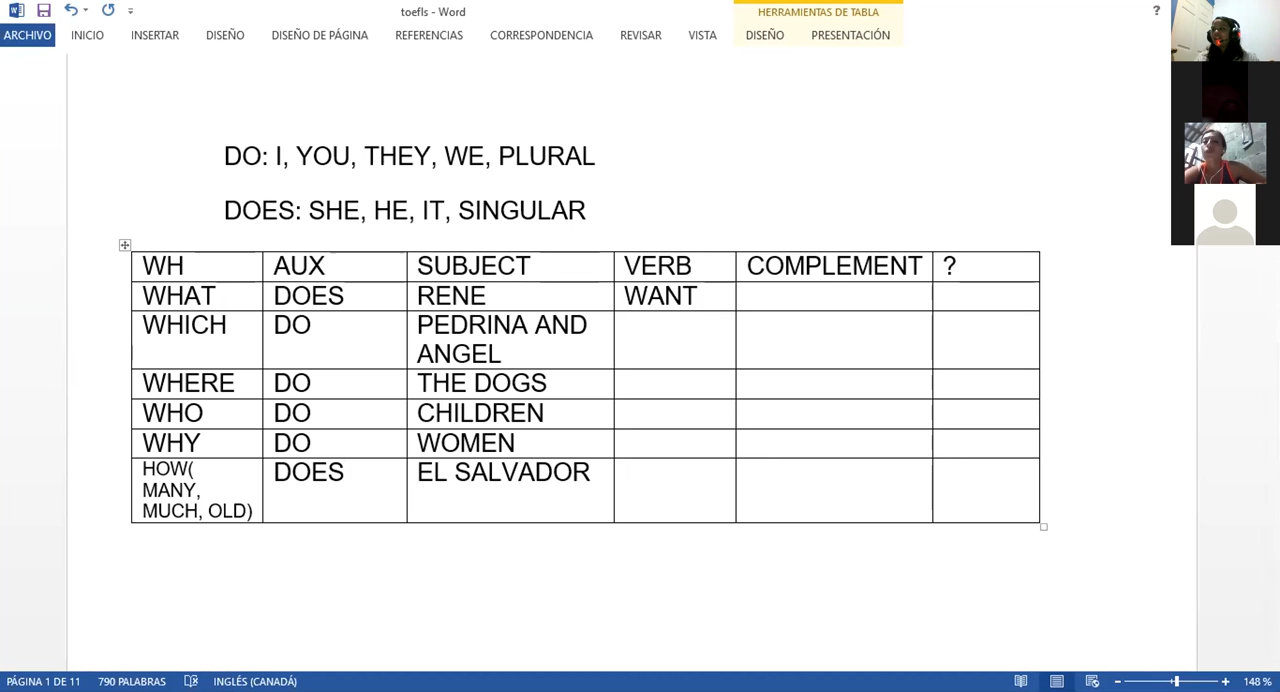 toefls - Word
HERRAMIENTAS DE TABLA
?
ARCHIVO INICIO INSERTAR DISEÑO DISEÑO DE PÁGINA REFERENCIAS CORRESPONDENCIA REVISAR VISTA DISEÑO PRESENTACIÓN
DO: I, YOU, THEY, WE, PLURAL
DOES: SHE, HE, IT, SINGULAR
WH AUX SUBJECT VERB COMPLEMENT ?
WHAT DOES RENE WANT
WHICH DO PEDRINA AND
ANGEL
WHERE DO THE DOGS
WHO DO CHILDREN
WHY DO WOMEN
HOW( DOES EL SALVADOR
MANY,
MUCH, OLD)
PÁGINA 1 DE 11 790 PALABRAS INGLÉS (CANADÁ) 148 %